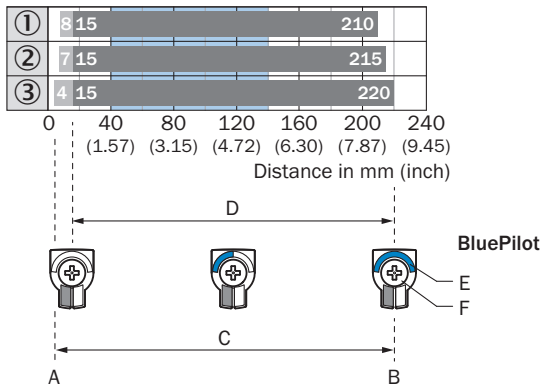 ① 8 15 210
② 7 15 215
③ 4 15 220
0 40 80 120 160 200 240
(1.57) (3.15) (4.72) (6.30) (7.87) (9.45)
Distance in mm (inch)
D
BluePilot
E
F
C
A B